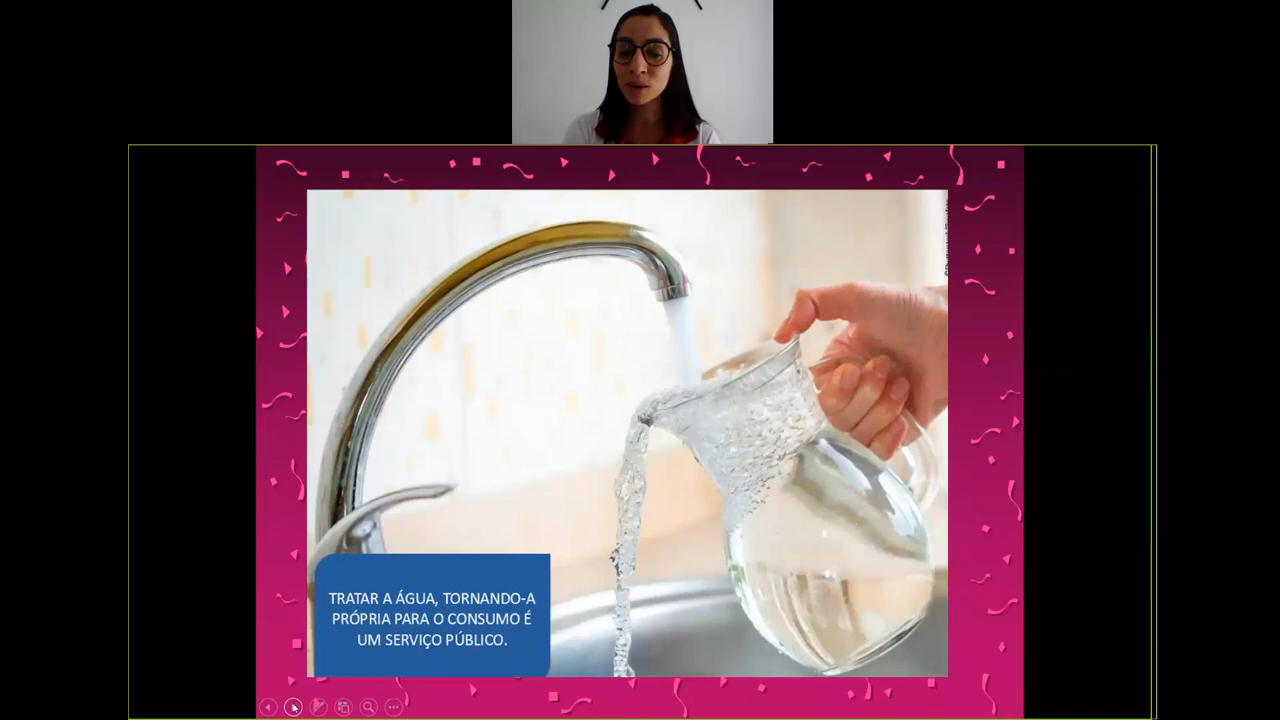 TRATAR A ÁGUA, TORNANDO-A
PRÓPRIA PARA O CONSUMO É
UM SERVIÇO PÚBLICO.